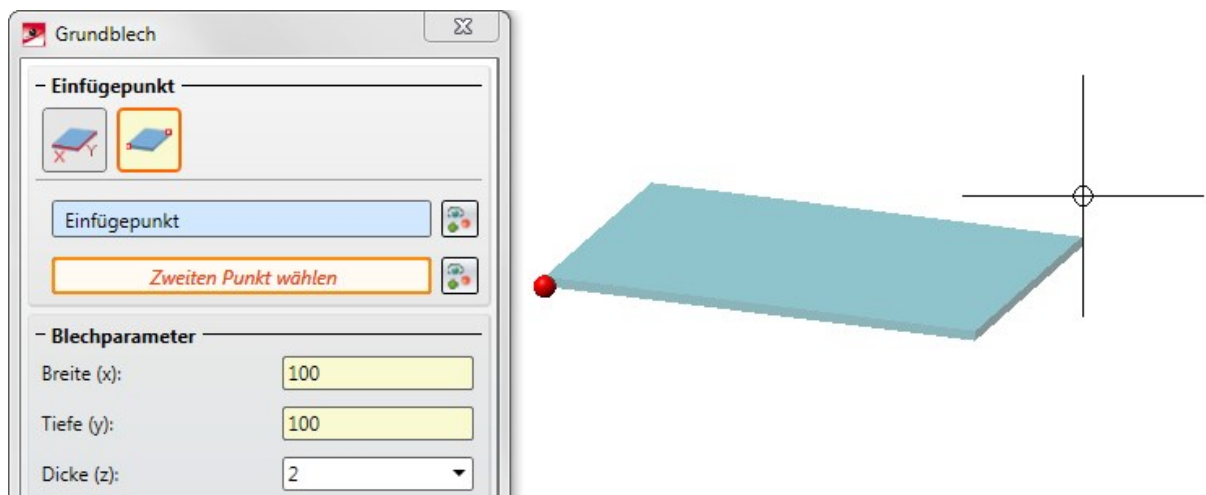 Grundblech
Einfügepunkt
X Y
Einfügepunkt
Zweiten Punkt wählen
Blechparameter
Breite (x): 100
Tiefe (y): 100
Dicke (z): 2